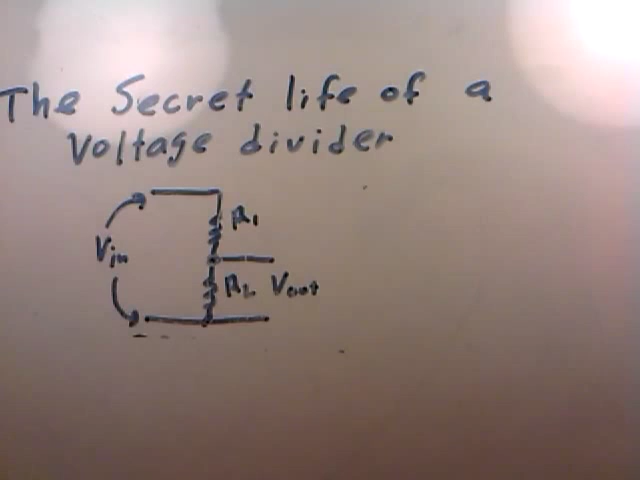 The Secret life of a
Voltage divider
R1
Vin
R2 Vout